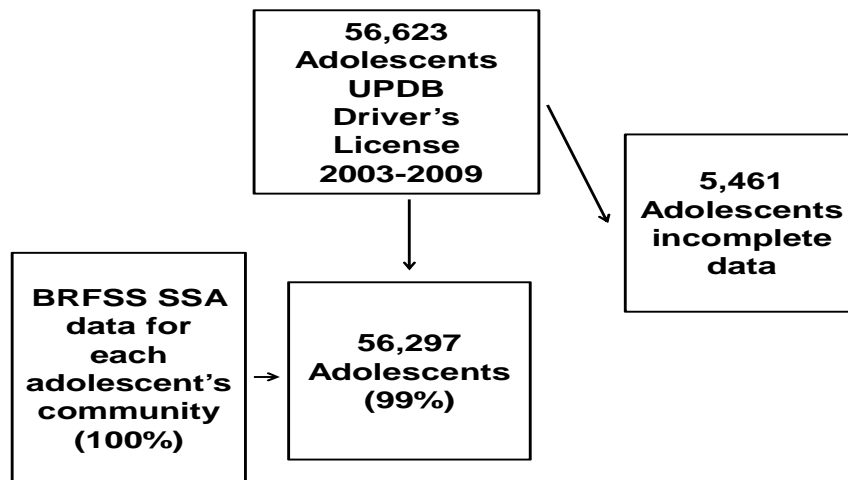 56,623
Adolescents
UPDB
Driver's
License
2003-2009
5,461
Adolescents
incomplete
data
BRFSS SSA
data for
each
adolescent's
community
(100%)
56,297
Adolescents
(99%)